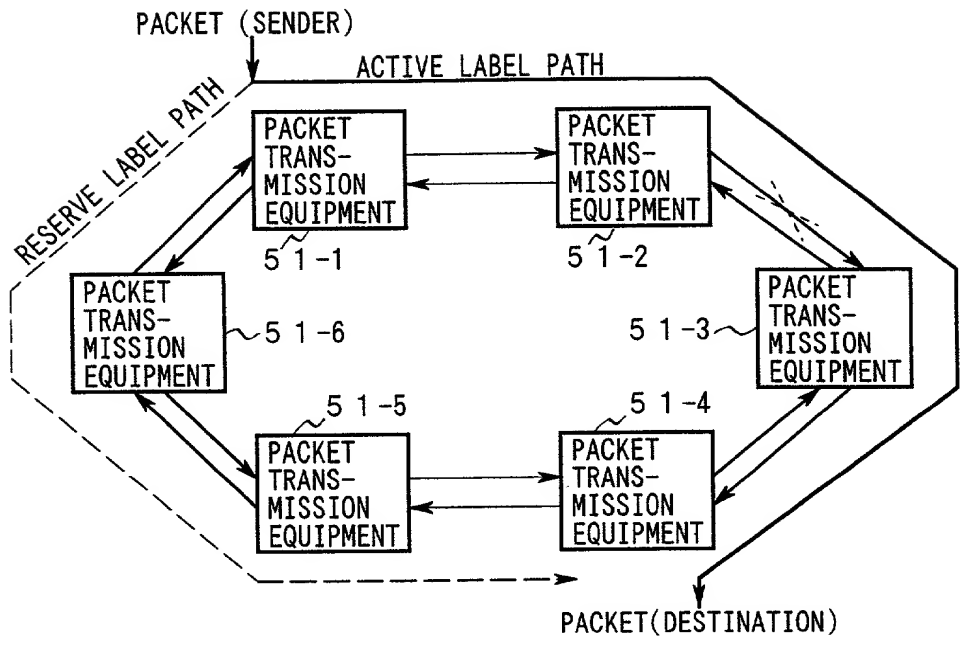 PACKET (SENDER)
ACTIVE LABEL PATH
RESERVE LABEL PATH
PACKET
TRANS-
MISSION
EQUIPMENT
51-1
PACKET
TRANS-
MISSION
EQUIPMENT
51-2
PACKET
TRANS-
MISSION
EQUIPMENT
51-6
51-3
PACKET
TRANS-
MISSION
EQUIPMENT
51-5
PACKET
TRANS-
MISSION
EQUIPMENT
51-4
PACKET
TRANS-
MISSION
EQUIPMENT
PACKET(DESTINATION)